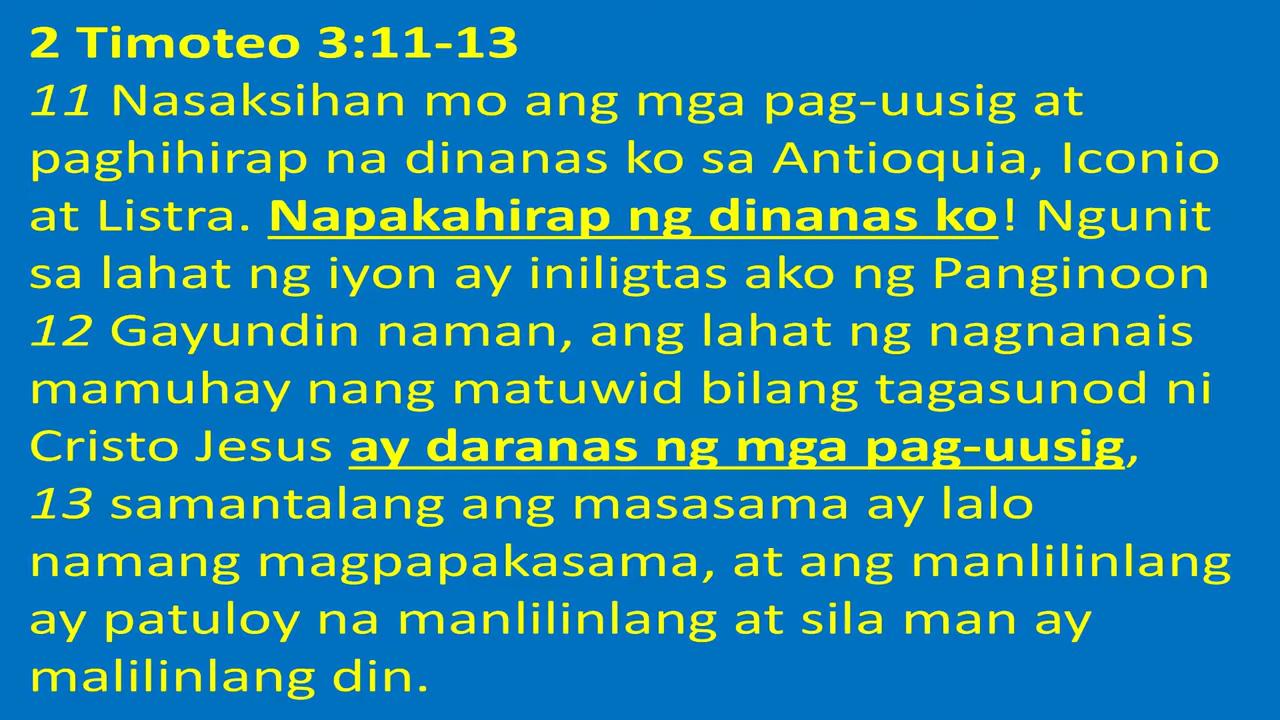 2 Timoteo 3:11-13
11 Nasaksihan mo ang mga pag-uusig at
paghihirap na dinanas ko sa Antioquia, Iconio
at Listra. Napakahirap ng dinanas ko! Ngunit
sa lahat ng iyon ay iniligtas ako ng Panginoon
12 Gayundin naman, ang lahat ng nagnanais
mamuhay nang matuwid bilang tagasunod ni
Cristo Jesus ay daranas ng mga pag-uusig,
13 samantalang ang masasama ay lalo
namang magpapakasama, at ang manlilinlang
ay patuloy na manlilinlang at sila man ay
malilinlang din.